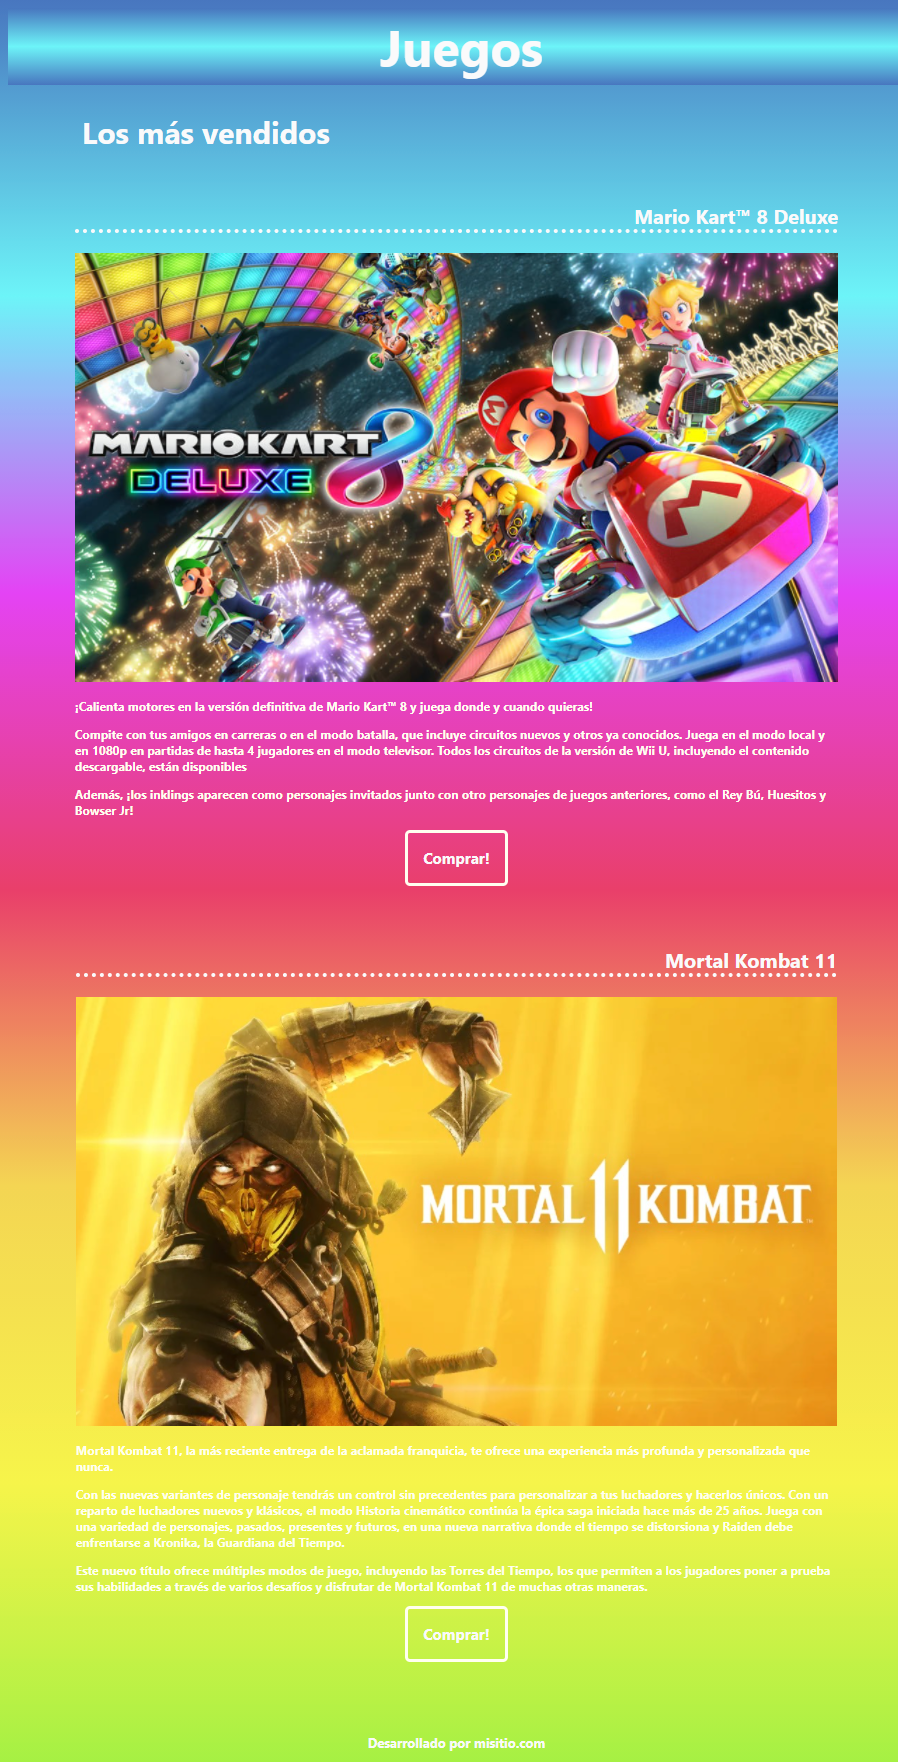 Juegos
Los más vendidos
Mario Kart™ 8 Deluxe
MARIOKART 8™
DELUXE
¡Calienta motores en la versión definitiva de Mario Kart™ 8 y juega donde y cuando quieras!
Compite con tus amigos en carreras o en el modo batalla, que incluye circuitos nuevos y otros ya conocidos. Juega en el modo local y
en 1080p en partidas de hasta 4 jugadores en el modo televisor. Todos los circuitos de la versión de Wii U, incluyendo el contenido
descargable, están disponibles
Además, ¡los inklings aparecen como personajes invitados junto con otro personajes de juegos anteriores, como el Rey Bú, Huesitos y
Bowser Jr!
Comprar!
Mortal Kombat 11
MORTAL 11 KOMBAT™
Mortal Kombat 11, la más reciente entrega de la aclamada franquicia, te ofrece una experiencia más profunda y personalizada que
nunca.
Con las nuevas variantes de personaje tendrás un control sin precedentes para personalizar a tus luchadores y hacerlos únicos. Con un
reparto de luchadores nuevos y klásicos, el modo Historia cinemático continúa la épica saga iniciada hace más de 25 años. Juega con
una variedad de personajes, pasados, presentes y futuros, en una nueva narrativa donde el tiempo se distorsiona y Raiden debe
enfrentarse a Kronika, la Guardiana del Tiempo.
Este nuevo título ofrece múltiples modos de juego, incluyendo las Torres del Tiempo, los que permiten a los jugadores poner a prueba
sus habilidades a través de varios desafíos y disfrutar de Mortal Kombat 11 de muchas otras maneras.
Comprar!
Desarrollado por misitio.com